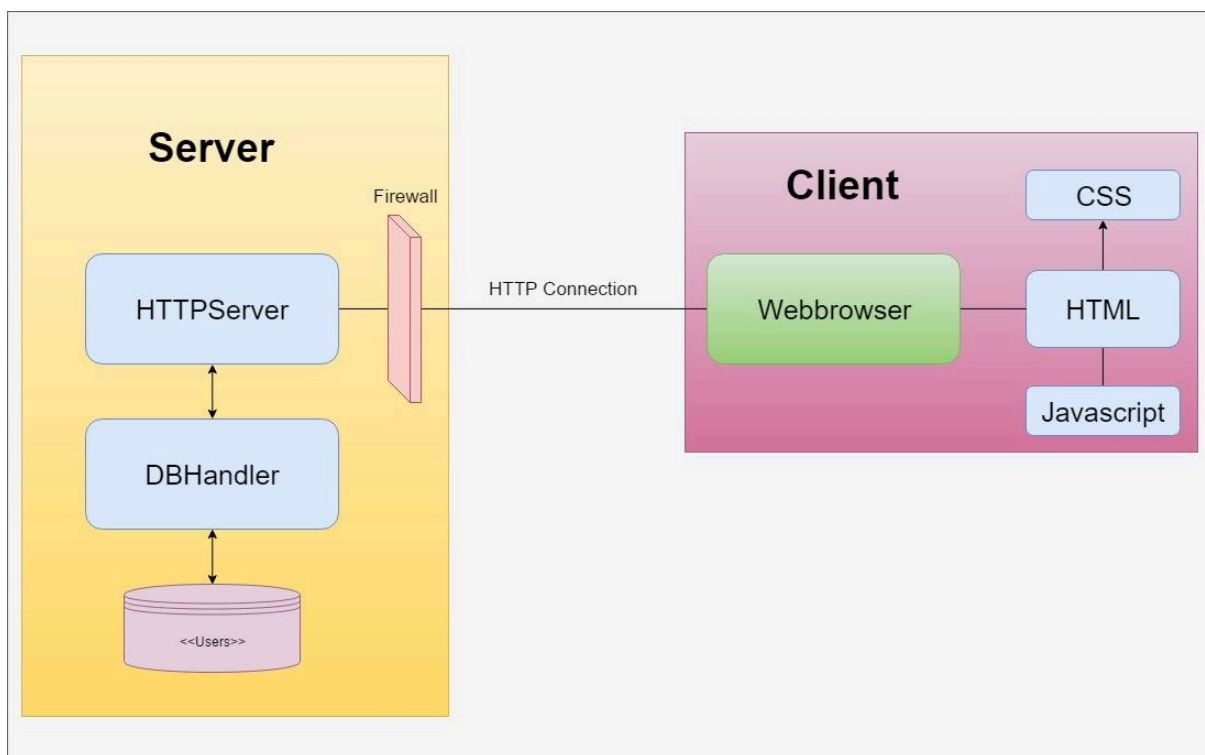 Server
Firewall
HTTPServer
DBHandler
<<Users>>
HTTP Connection
Client
Webbrowser
CSS
HTML
Javascript